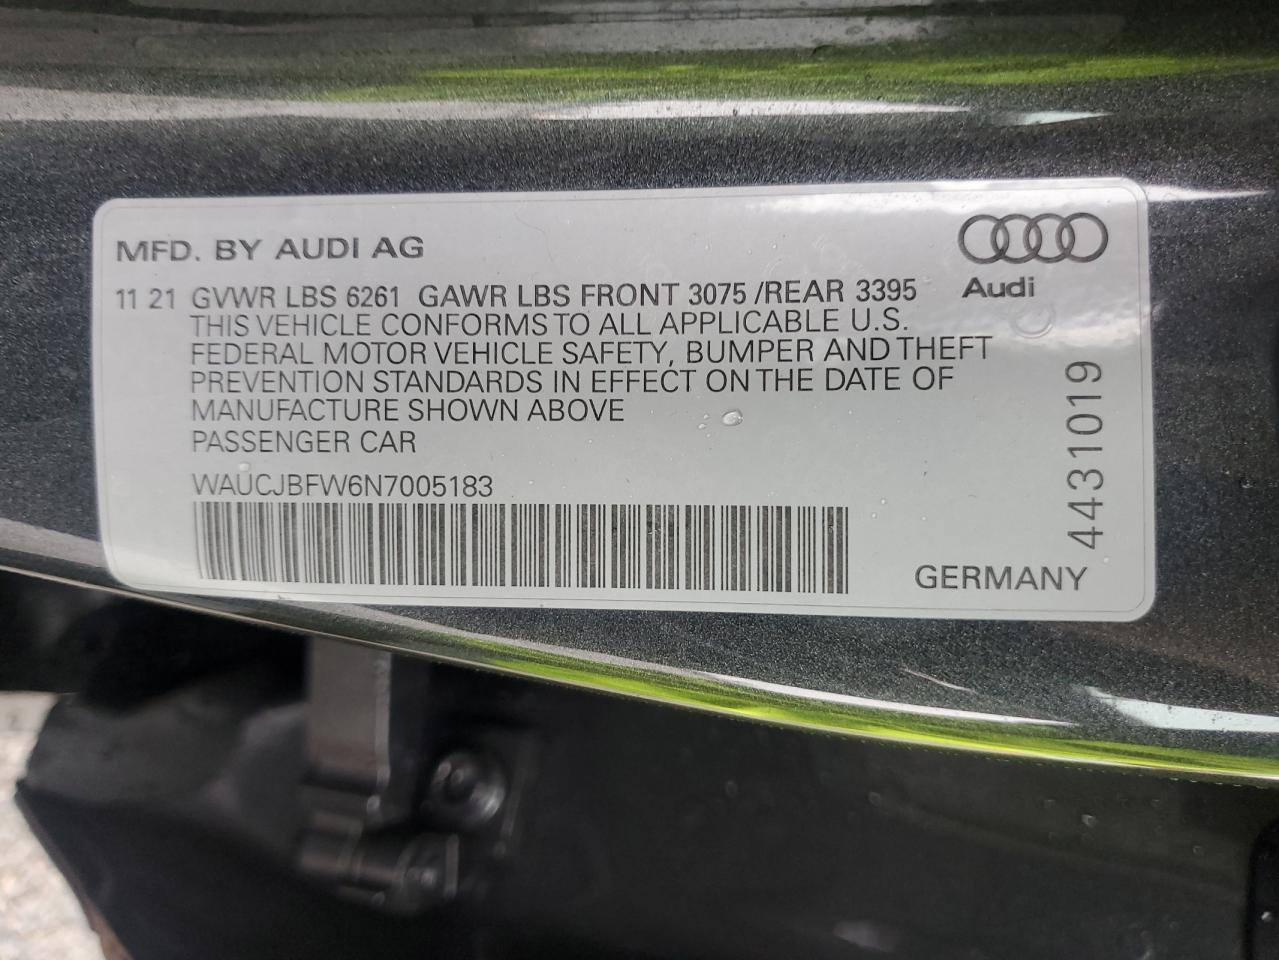 MFD. BY AUDI AG
11 21 GVWR LBS 6261 GAWR LBS FRONT 3075 /REAR 3395
Audi
THIS VEHICLE CONFORMS TO ALL APPLICABLE U.S.
FEDERAL MOTOR VEHICLE SAFETY, BUMPER AND THEFT
PREVENTION STANDARDS IN EFFECT ON THE DATE OF
MANUFACTURE SHOWN ABOVE
PASSENGER CAR
WAUCJBFW6N7005183
4431019
GERMANY